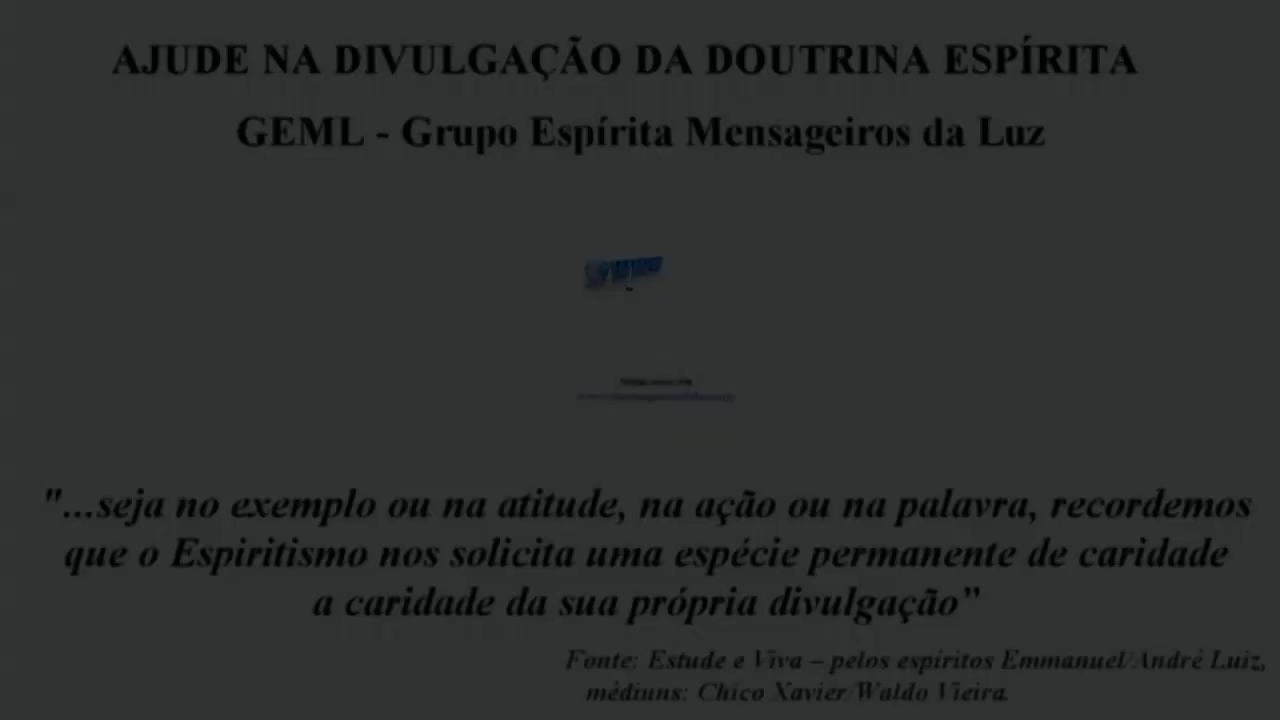 AJUDE NA DIVULGAÇÃO DA DOUTRINA ESPÍRITA
GEML - Grupo Espírita Mensageiros da Luz
"...seja no exemplo ou na atitude, na ação ou na palavra, recordemos
que o Espiritismo nos solicita uma espécie permanente de caridade
a caridade da sua própria divulgação"
Fonte: Estude e Viva – pelos espíritos Emmanuel/André Luiz,
médiuns: Chico Xavier/Waldo Vieira.